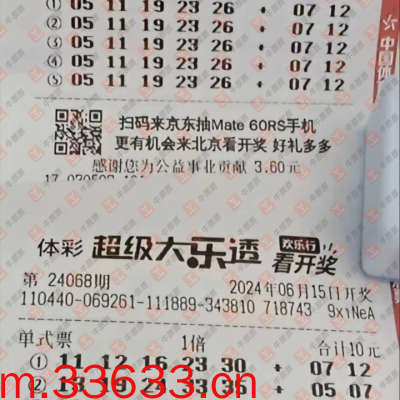 ① 05 11 19 23 26 + 07 12
② 05 11 19 23 26 + 07 12
③ 05 11 19 23 26 + 07 12
④ 05 11 19 23 26 + 07 12
⑤ 05 11 19 23 26 + 07 12
扫码来京东抽Mate 60RS手机
更有机会来北京看开奖 好礼多多
感谢您为公益事业贡献 3.60元
体彩 超级大乐透 欢乐行 看开奖
第 24068期 2024年06月15日开奖
110440-069261-111889-343810 718743 9x1NeA
单式票 1倍 合计10元
① 11 12 16 23 30 + 07 12
m.33633.cn
+ 05 07